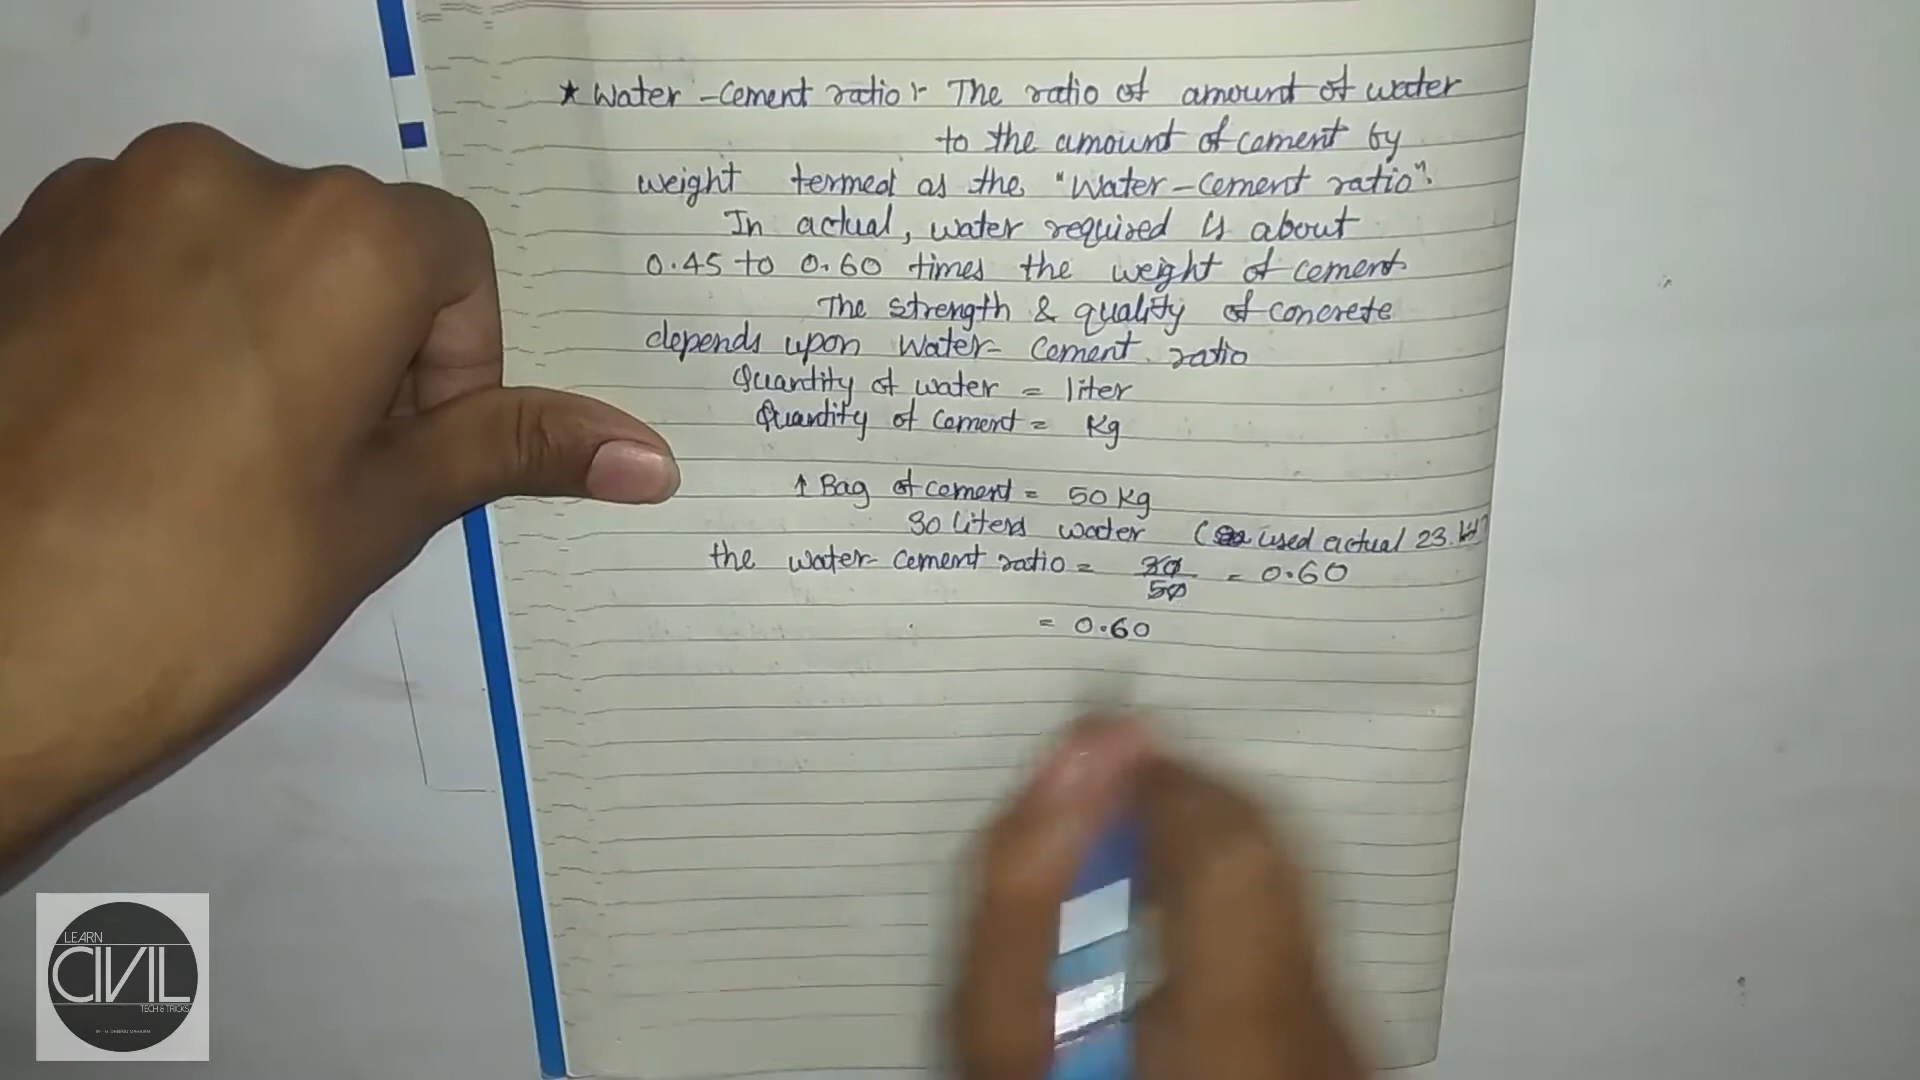 ★ Water - Cement ratio :- The ratio of amount of water
to the amount of cement by
weight termed as the "Water - Cement ratio".
In actual, water required is about
0.45 to 0.60 times the weight of cement
The strength & quality of concrete
depends upon Water - Cement ratio
Quantity of water = liter
Quantity of cement = Kg
1 Bag of cement = 50 Kg
30 liters water ( used actual 23.
the water - cement ratio = 30/50 = 0.60
= 0.60
LEARN
CIVIL
TECH & TRICKS